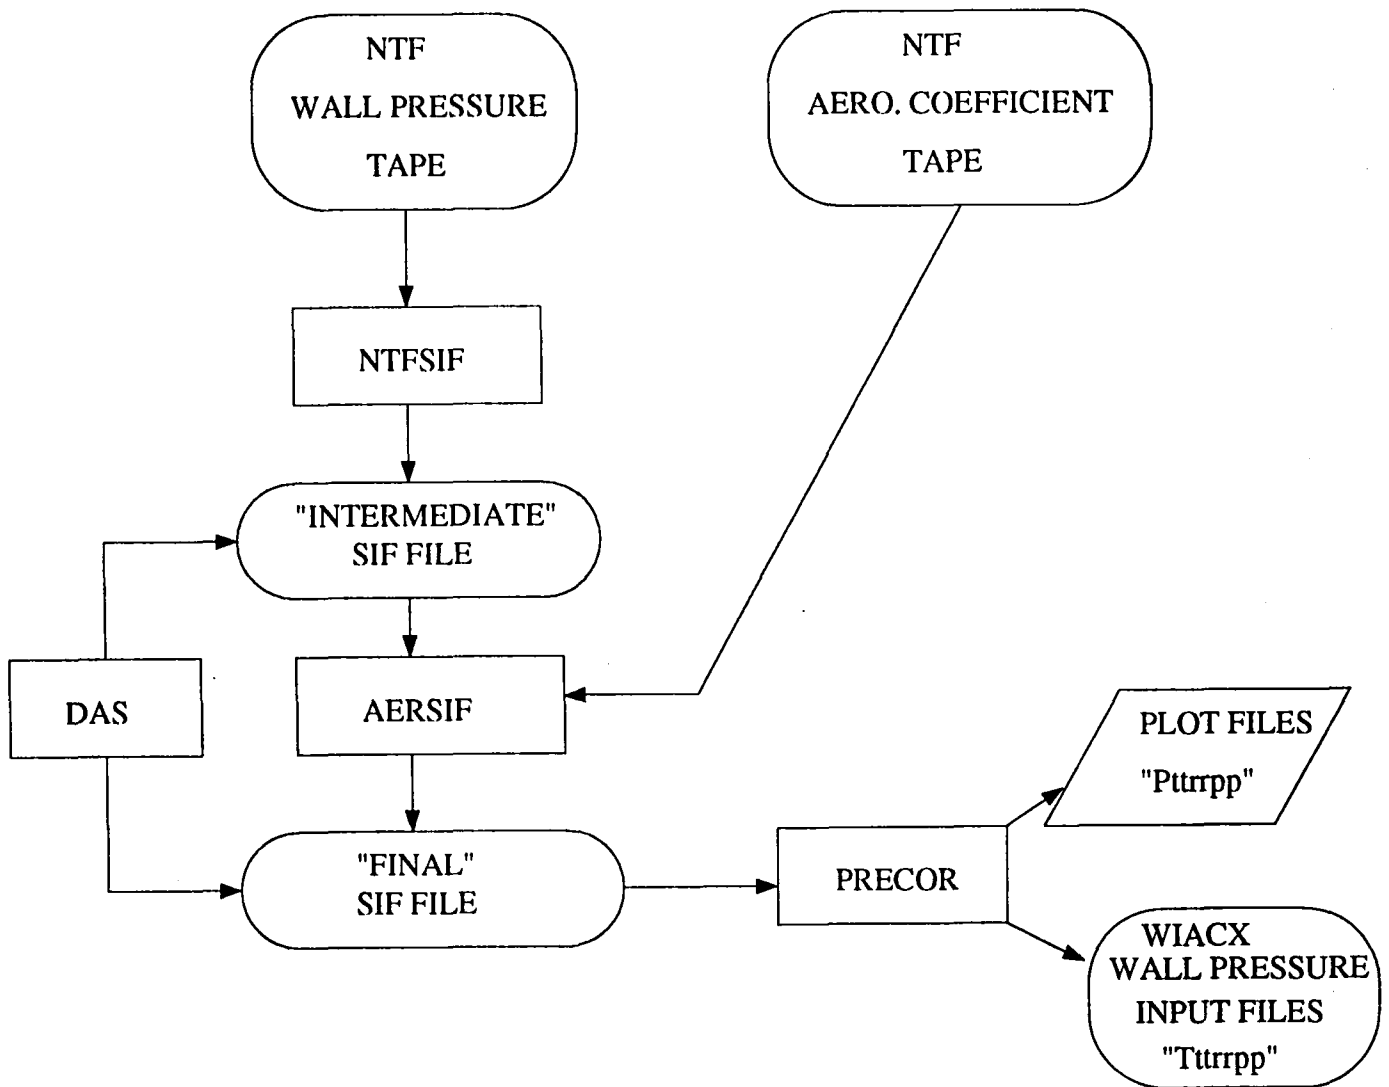 NTF
WALL PRESSURE
TAPE
NTF
AERO. COEFFICIENT
TAPE
NTFSIF
"INTERMEDIATE"
SIF FILE
DAS
AERSIF
PLOT FILES
"Pttrrpp"
"FINAL"
SIF FILE
PRECOR
WIACX
WALL PRESSURE
INPUT FILES
"Tttrrpp"